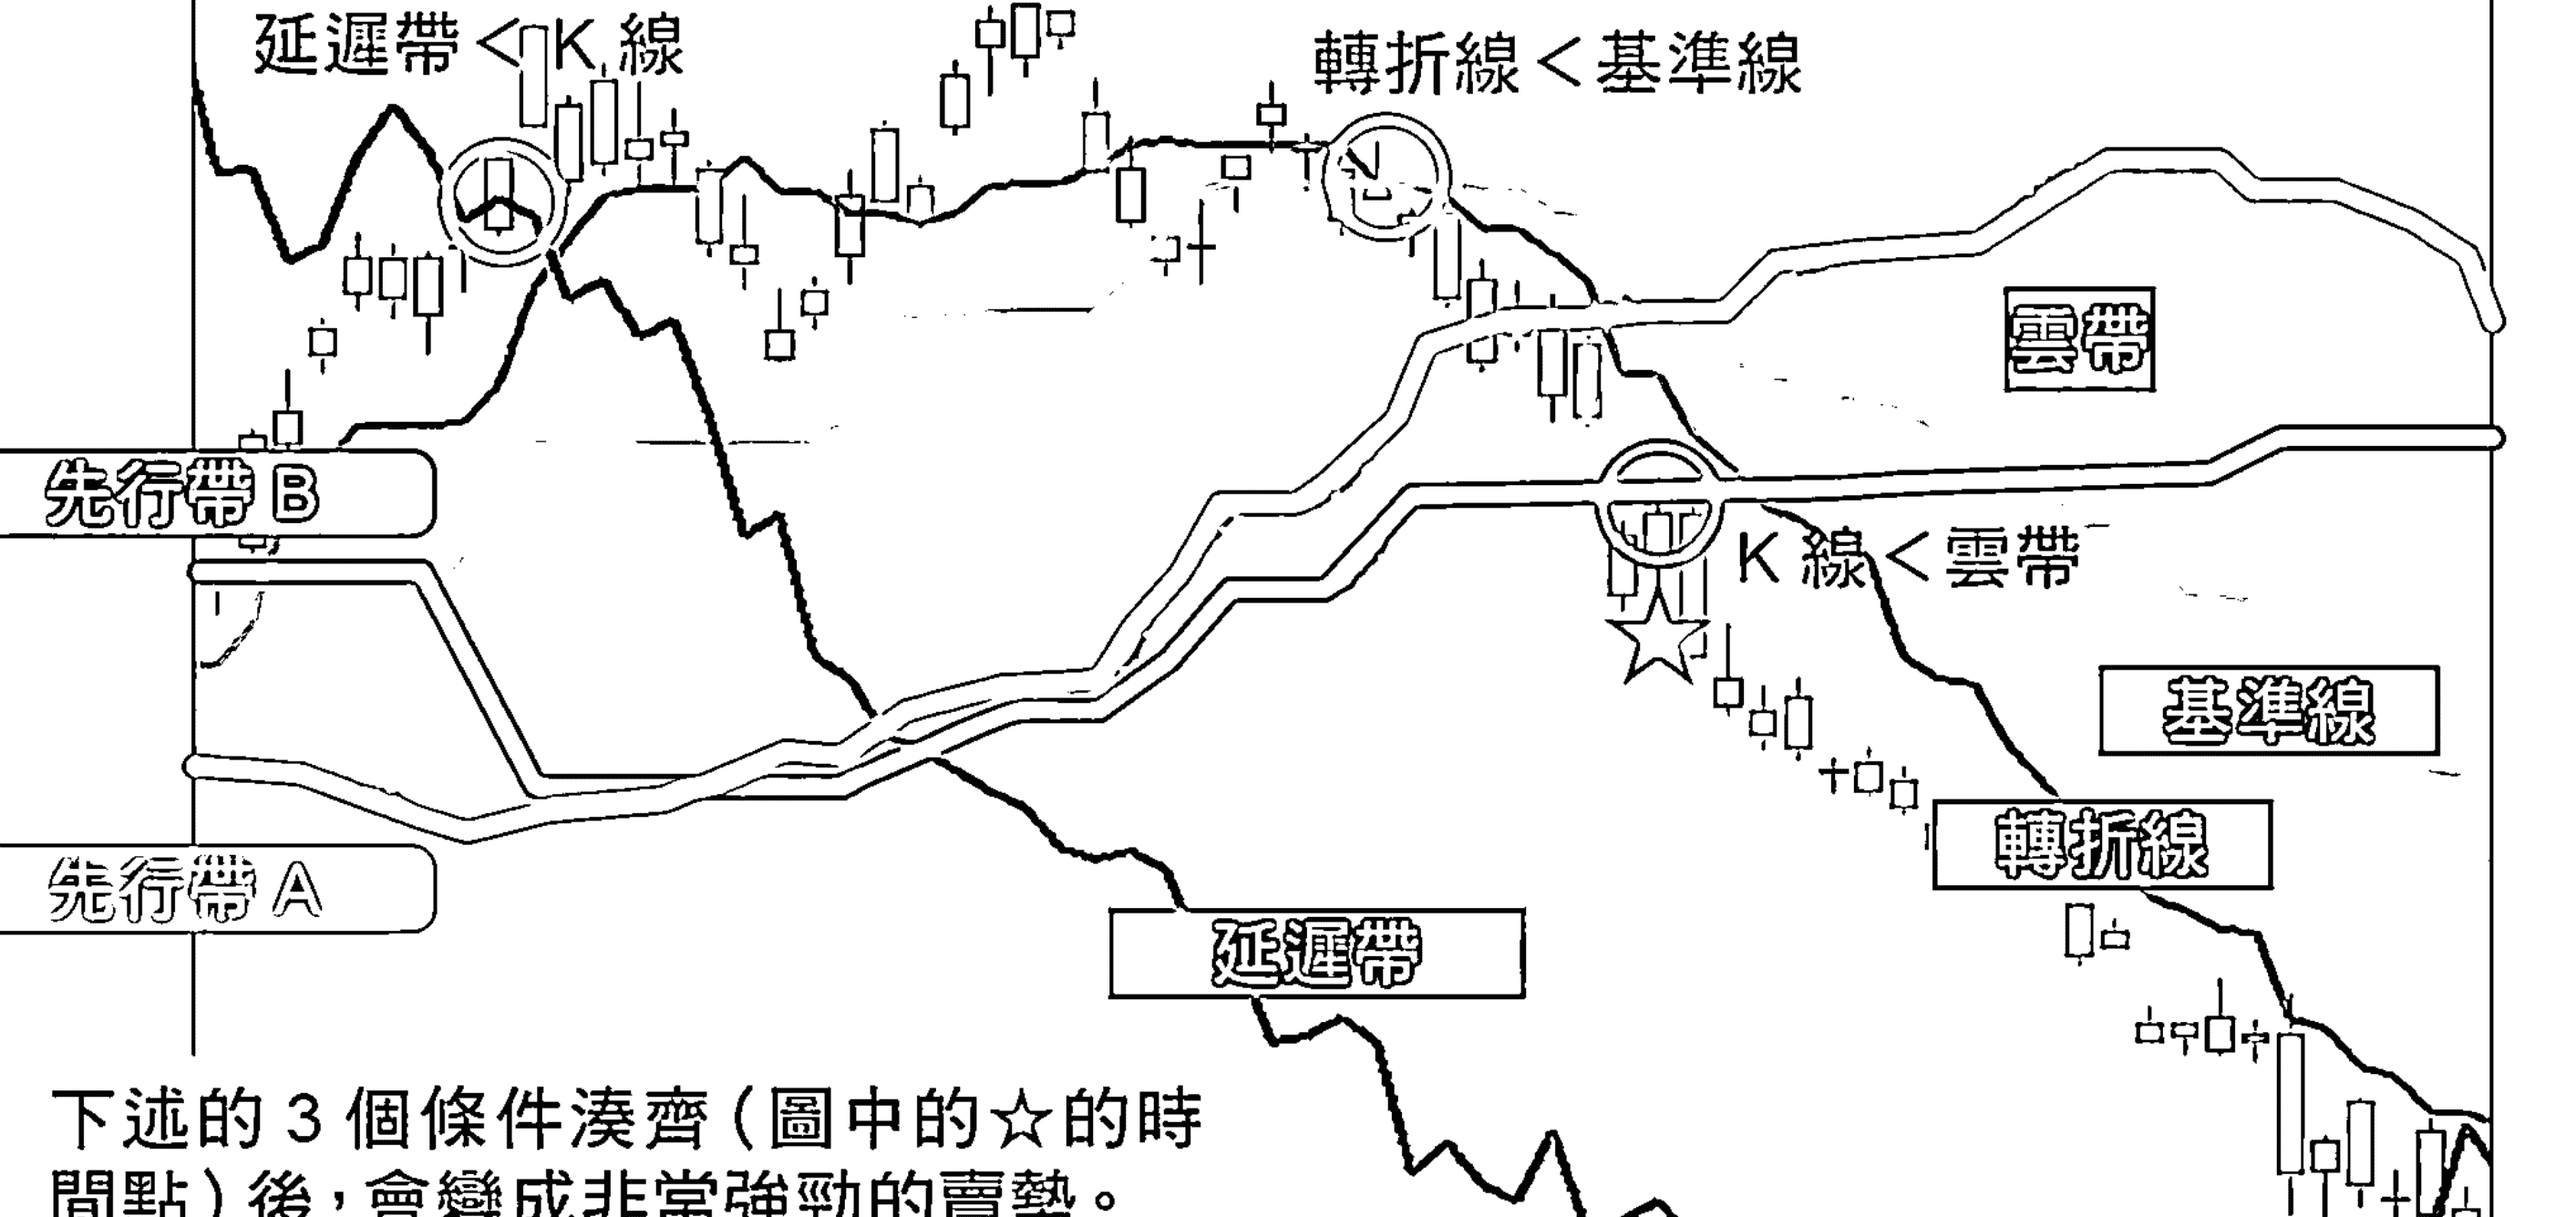 延遲帶<K 線
轉折線<基準線
雲帶
先行帶 B
K 線<雲帶
基準線
轉折線
先行帶 A
延遲帶
下述的 3 個條件湊齊(圖中的☆的時
間點)後,會變成非常強勁的賣勢。